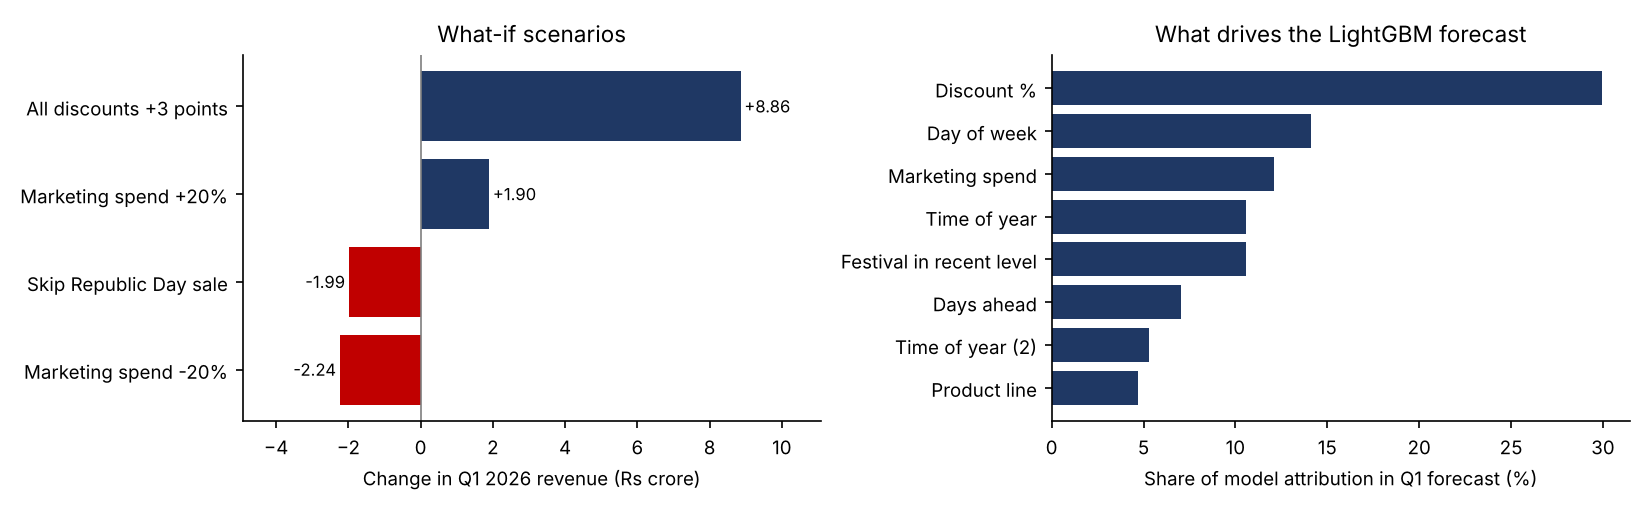 What-if scenarios
All discounts +3 points
+8.86
Marketing spend +20%
+1.90
Skip Republic Day sale
-1.99
Marketing spend -20%
-2.24
−4 −2 0 2 4 6 8 10
Change in Q1 2026 revenue (Rs crore)
What drives the LightGBM forecast
Discount %
Day of week
Marketing spend
Time of year
Festival in recent level
Days ahead
Time of year (2)
Product line
0 5 10 15 20 25 30
Share of model attribution in Q1 forecast (%)